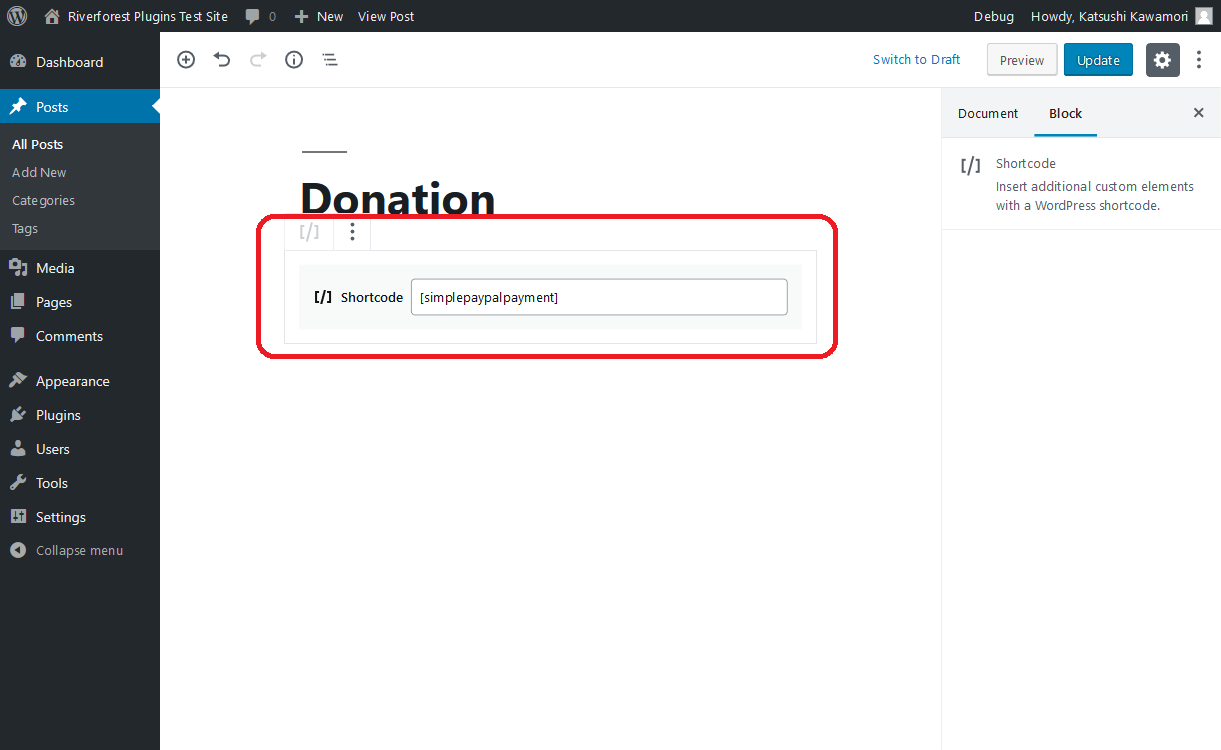 Riverforest Plugins Test Site 0 New View Post Debug Howdy, Katsushi Kawamori
Dashboard
Posts
All Posts
Add New
Categories
Tags
Media
Pages
Comments
Appearance
Plugins
Users
Tools
Settings
Collapse menu
Switch to Draft Preview Update
Donation
[/]
[/] Shortcode [simplepaypalpayment]
Document Block
[/] Shortcode
Insert additional custom elements
with a WordPress shortcode.